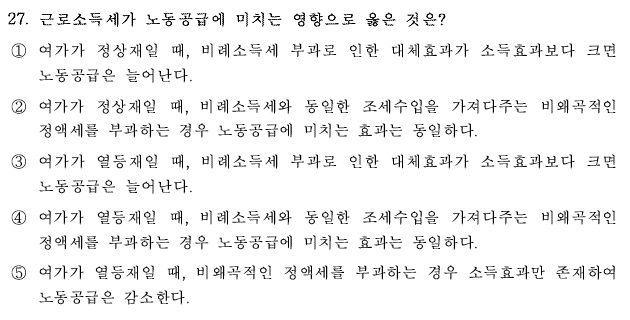 27. 근로소득세가 노동공급에 미치는 영향으로 옳은 것은?
① 여가가 정상재일 때, 비례소득세 부과로 인한 대체효과가 소득효과보다 크면
노동공급은 늘어난다.
② 여가가 정상재일 때, 비례소득세와 동일한 조세수입을 가져다주는 비왜곡적인
정액세를 부과하는 경우 노동공급에 미치는 효과는 동일하다.
③ 여가가 열등재일 때, 비례소득세 부과로 인한 대체효과가 소득효과보다 크면
노동공급은 늘어난다.
④ 여가가 열등재일 때, 비례소득세와 동일한 조세수입을 가져다주는 비왜곡적인
정액세를 부과하는 경우 노동공급에 미치는 효과는 동일하다.
⑤ 여가가 열등재일 때, 비왜곡적인 정액세를 부과하는 경우 소득효과만 존재하여
노동공급은 감소한다.